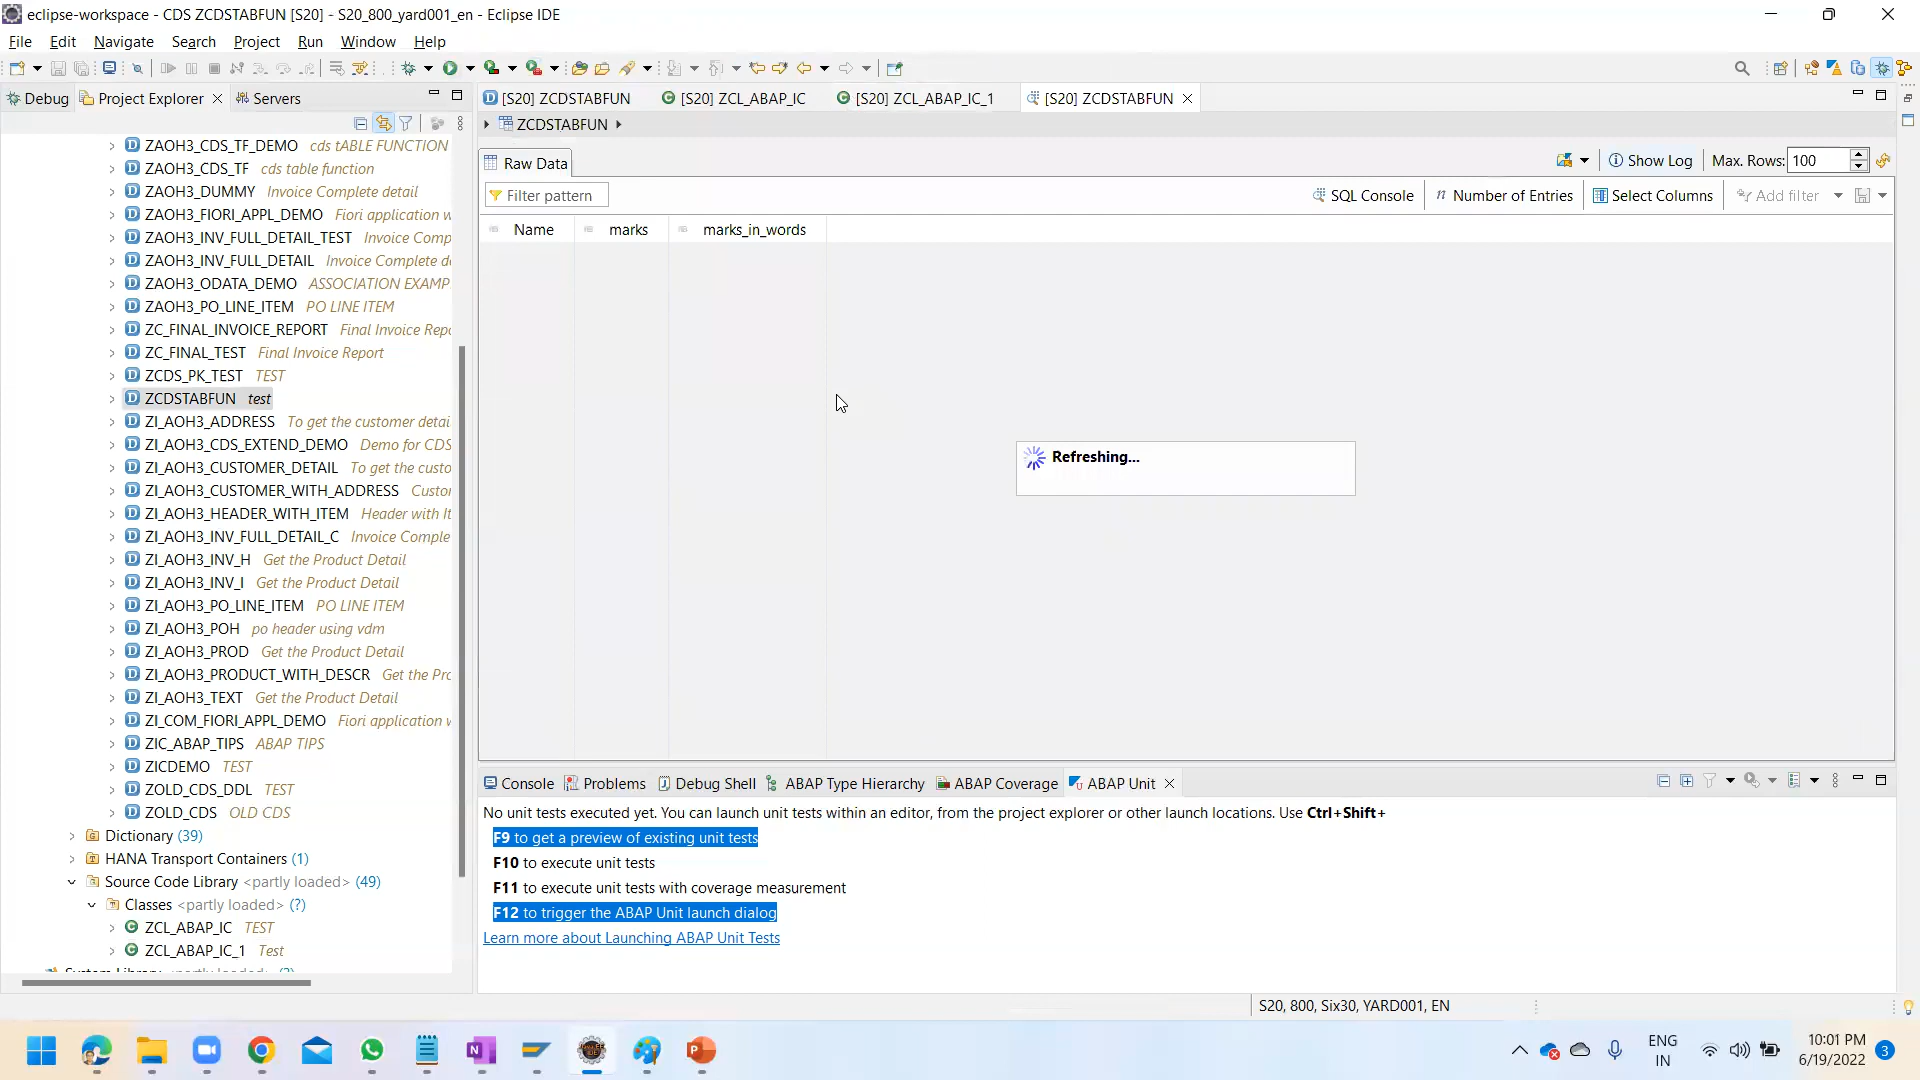 eclipse-workspace - CDS ZCDSTABFUN [S20] - S20_800_yard001_en - Eclipse IDE
File Edit Navigate Search Project Run Window Help
Debug Project Explorer Servers
[S20] ZCDSTABFUN [S20] ZCL_ABAP_IC [S20] ZCL_ABAP_IC_1 [S20] ZCDSTABFUN
ZCDSTABFUN
Raw Data Show Log Max. Rows: 100
Filter pattern SQL Console Number of Entries Select Columns Add filter
Name marks marks_in_words
Refreshing...
ZAOH3_CDS_TF_DEMO cds tABLE FUNCTION
ZAOH3_CDS_TF cds table function
ZAOH3_DUMMY Invoice Complete detail
ZAOH3_FIORI_APPL_DEMO Fiori application w
ZAOH3_INV_FULL_DETAIL_TEST Invoice Comp
ZAOH3_INV_FULL_DETAIL Invoice Complete de
ZAOH3_ODATA_DEMO ASSOCIATION EXAMP
ZAOH3_PO_LINE_ITEM PO LINE ITEM
ZC_FINAL_INVOICE_REPORT Final Invoice Repo
ZC_FINAL_TEST Final Invoice Report
ZCDS_PK_TEST TEST
ZCDSTABFUN test
ZI_AOH3_ADDRESS To get the customer detai
ZI_AOH3_CDS_EXTEND_DEMO Demo for CDS
ZI_AOH3_CUSTOMER_DETAIL To get the custo
ZI_AOH3_CUSTOMER_WITH_ADDRESS Custor
ZI_AOH3_HEADER_WITH_ITEM Header with It
ZI_AOH3_INV_FULL_DETAIL_C Invoice Comple
ZI_AOH3_INV_H Get the Product Detail
ZI_AOH3_INV_I Get the Product Detail
ZI_AOH3_PO_LINE_ITEM PO LINE ITEM
ZI_AOH3_POH po header using vdm
ZI_AOH3_PROD Get the Product Detail
ZI_AOH3_PRODUCT_WITH_DESCR Get the Pro
ZI_AOH3_TEXT Get the Product Detail
ZI_COM_FIORI_APPL_DEMO Fiori application v
ZIC_ABAP_TIPS ABAP TIPS
ZICDEMO TEST
ZOLD_CDS_DDL TEST
ZOLD_CDS OLD CDS
Dictionary (39)
HANA Transport Containers (1)
Source Code Library <partly loaded> (49)
Classes <partly loaded> (?)
ZCL_ABAP_IC TEST
ZCL_ABAP_IC_1 Test
Console Problems Debug Shell ABAP Type Hierarchy ABAP Coverage ABAP Unit
No unit tests executed yet. You can launch unit tests within an editor, from the project explorer or other launch locations. Use Ctrl+Shift+
F9 to get a preview of existing unit tests
F10 to execute unit tests
F11 to execute unit tests with coverage measurement
F12 to trigger the ABAP Unit launch dialog
Learn more about Launching ABAP Unit Tests
S20, 800, Six30, YARD001, EN
ENG
IN
10:01 PM
6/19/2022
3